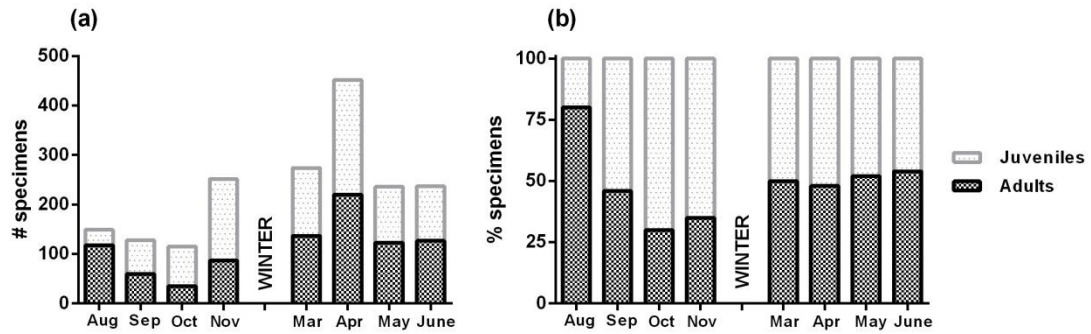 (a)
# specimens
500
400
300
200
100
0
Aug Sep Oct Nov WINTER Mar Apr May June
(b)
% specimens
100
75
50
25
0
Aug Sep Oct Nov WINTER Mar Apr May June
Juveniles
Adults